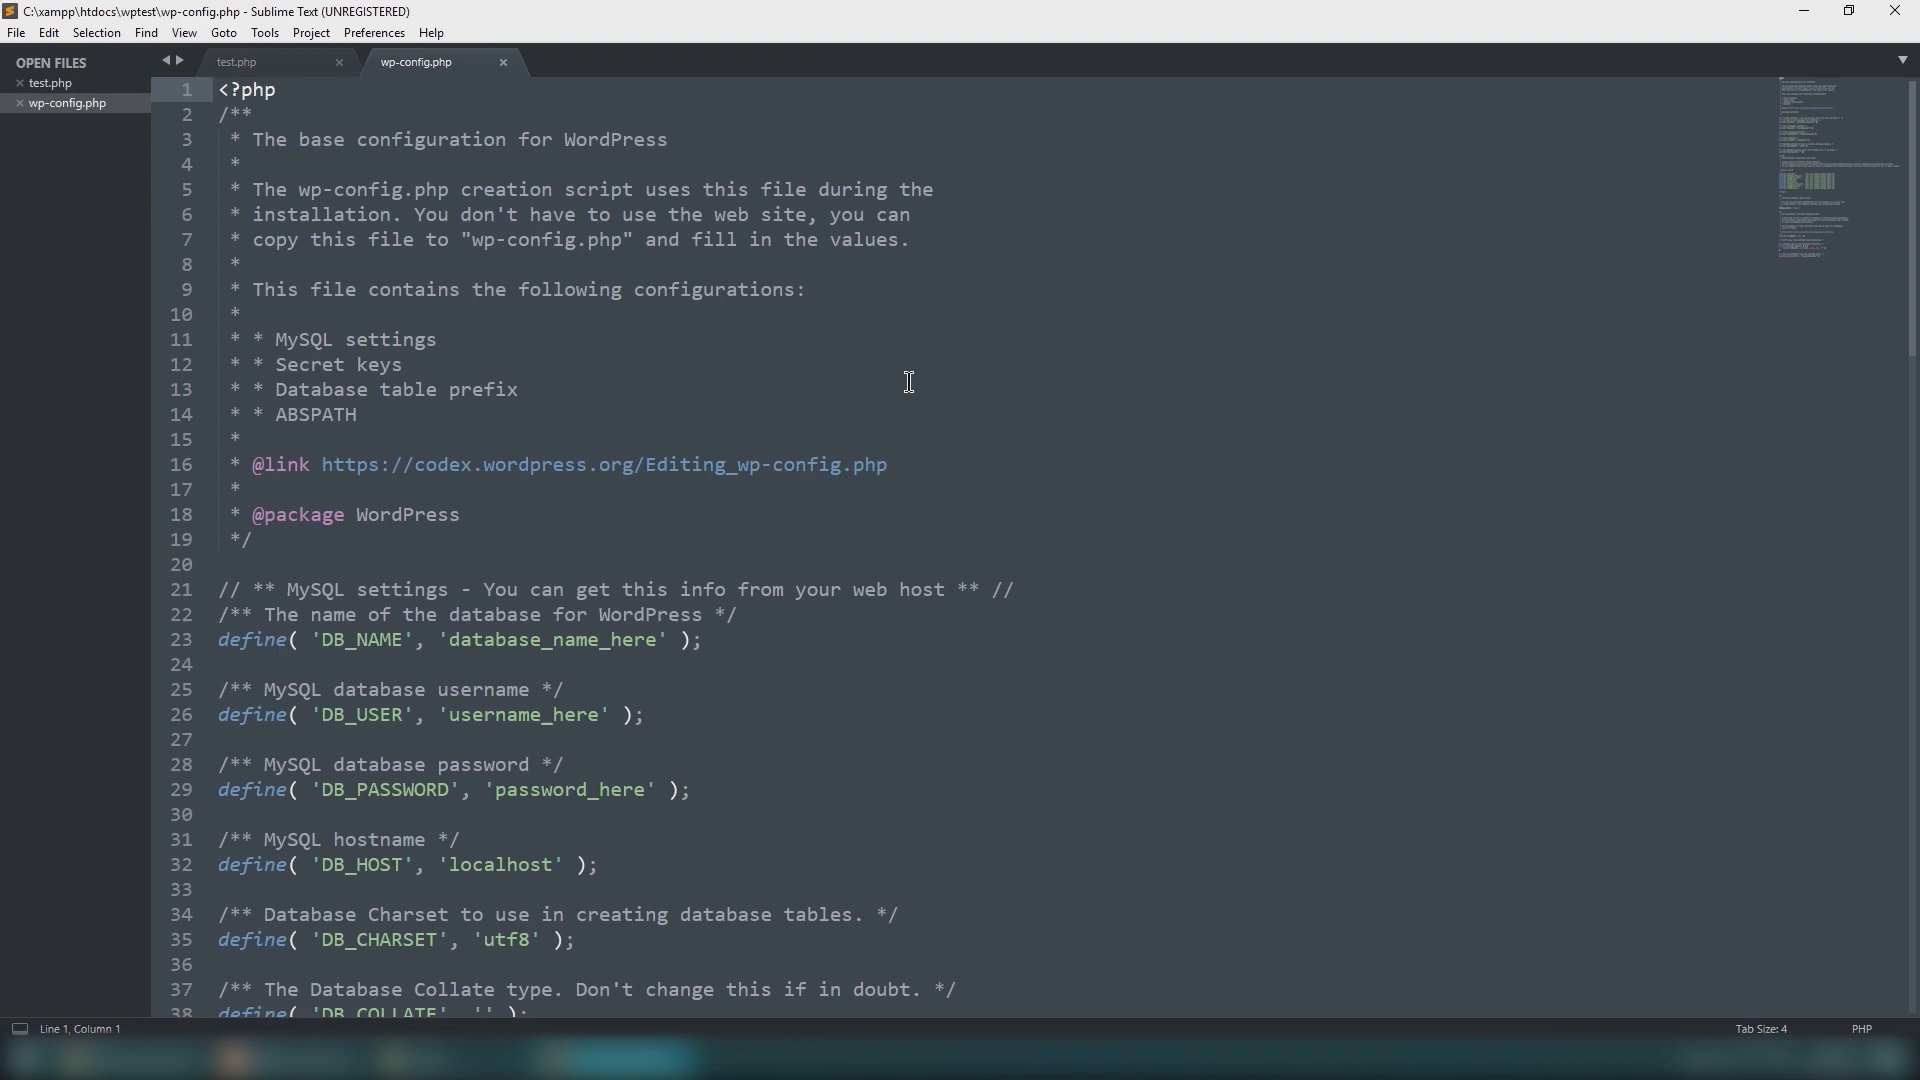 C:\xampp\htdocs\wptest\wp-config.php - Sublime Text (UNREGISTERED)
File Edit Selection Find View Goto Tools Project Preferences Help
OPEN FILES
test.php
wp-config.php
test.php
wp-config.php
1 <?php
2 /**
3 * The base configuration for WordPress
4 *
5 * The wp-config.php creation script uses this file during the
6 * installation. You don't have to use the web site, you can
7 * copy this file to "wp-config.php" and fill in the values.
8 *
9 * This file contains the following configurations:
10 *
11 * * MySQL settings
12 * * Secret keys
13 * * Database table prefix
14 * * ABSPATH
15 *
16 * @link https://codex.wordpress.org/Editing_wp-config.php
17 *
18 * @package WordPress
19 */
20
21 // ** MySQL settings - You can get this info from your web host ** //
22 /** The name of the database for WordPress */
23 define( 'DB_NAME', 'database_name_here' );
24
25 /** MySQL database username */
26 define( 'DB_USER', 'username_here' );
27
28 /** MySQL database password */
29 define( 'DB_PASSWORD', 'password_here' );
30
31 /** MySQL hostname */
32 define( 'DB_HOST', 'localhost' );
33
34 /** Database Charset to use in creating database tables. */
35 define( 'DB_CHARSET', 'utf8' );
36
37 /** The Database Collate type. Don't change this if in doubt. */
38 define( 'DB_COLLATE', '' );
Line 1, Column 1
Tab Size: 4
PHP